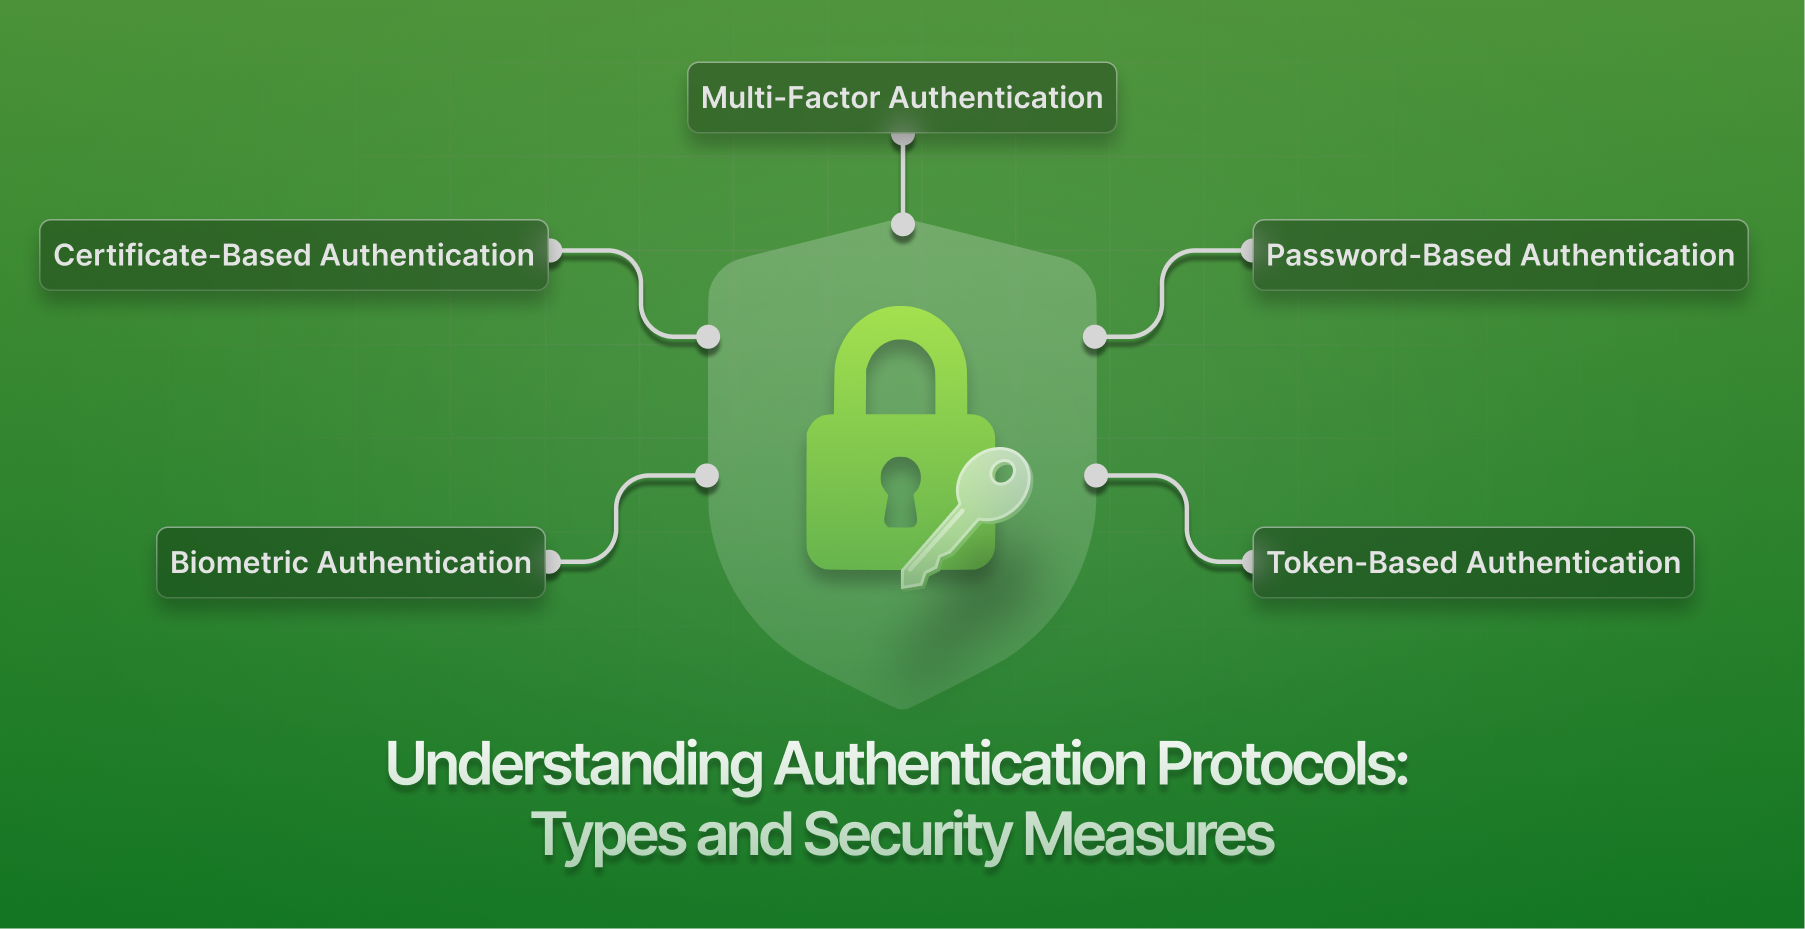 Multi-Factor Authentication
Certificate-Based Authentication
Password-Based Authentication
Biometric Authentication
Token-Based Authentication
Understanding Authentication Protocols:
Types and Security Measures